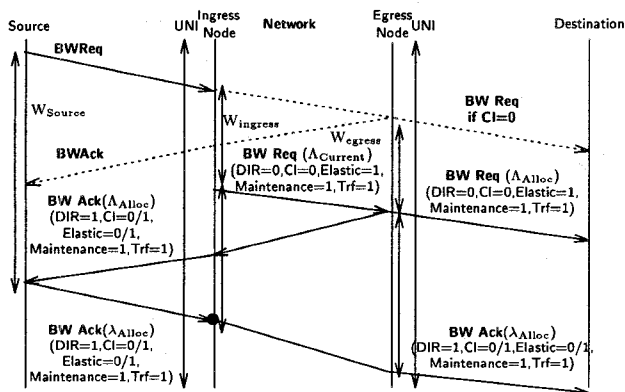 Source
UNI
Ingress
Node
Network
Egress
Node
UNI
Destination
BWReq
W_Source
W_ingress
W_egress
BW Req
if CI=0
BWAck
BW Req (Λ_Current)
(DIR=0,CI=0,Elastic=1,
Maintenance=1,Trf=1)
BW Req (Λ_Alloc)
(DIR=0,CI=0,Elastic=1,
Maintenance=1,Trf=1)
BW Ack(Λ_Alloc)
(DIR=1,CI=0/1,
Elastic=0/1,
Maintenance=1,Trf=1)
BW Ack(λ_Alloc)
(DIR=1,CI=0/1,
Elastic=0/1,
Maintenance=1,Trf=1)
BW Ack(λ_Alloc)
(DIR=1,CI=0/1,Elastic=0/1,
Maintenance=1,Trf=1)